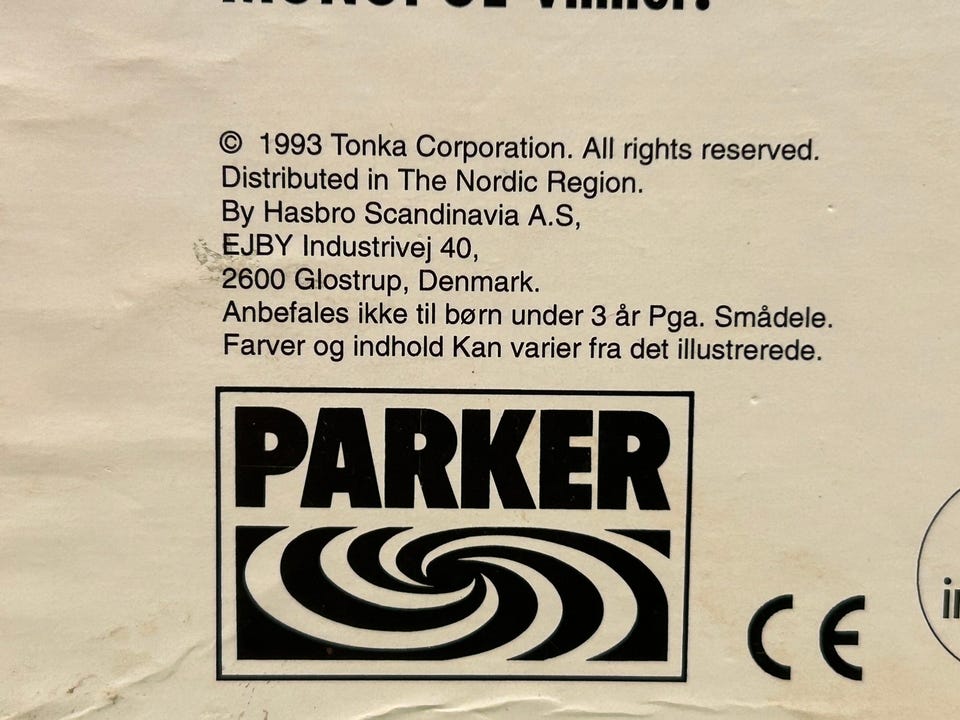 MONOPOL vinner!
© 1993 Tonka Corporation. All rights reserved.
Distributed in The Nordic Region.
By Hasbro Scandinavia A.S,
EJBY Industrivej 40,
2600 Glostrup, Denmark.
Anbefales ikke til børn under 3 år Pga. Smådele.
Farver og indhold Kan varier fra det illustrerede.
PARKER
CE